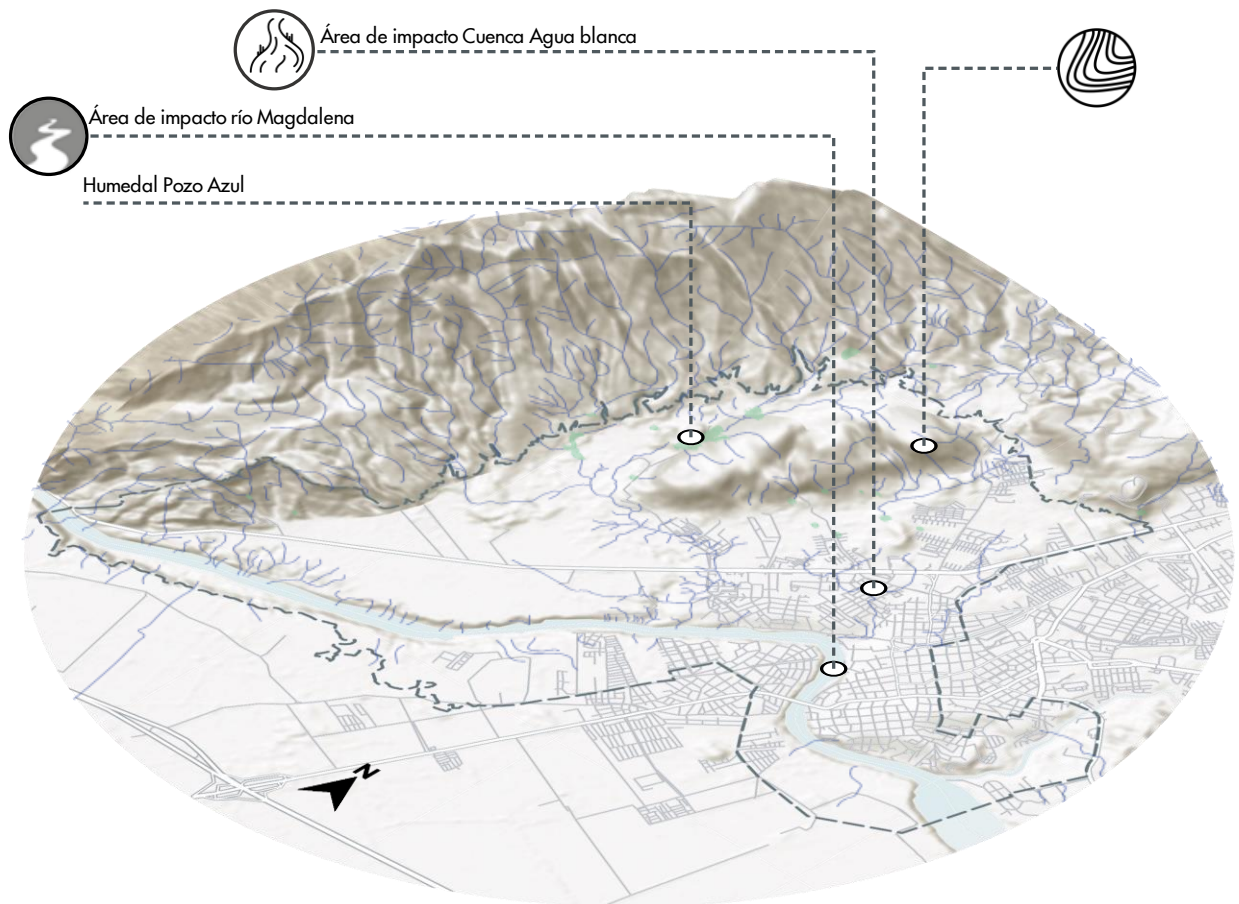 Área de impacto Cuenca Agua blanca
Área de impacto río Magdalena
Humedal Pozo Azul
N